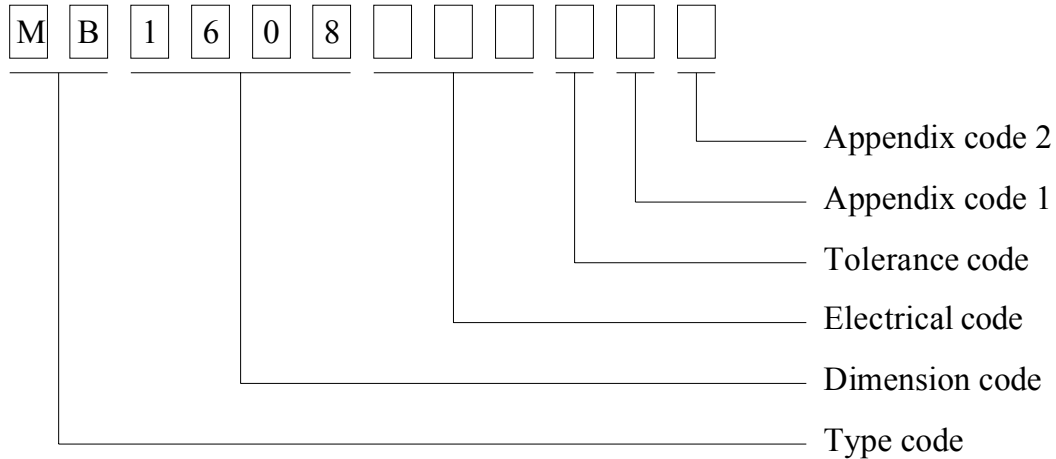 M B 1 6 0 8
Appendix code 2
Appendix code 1
Tolerance code
Electrical code
Dimension code
Type code